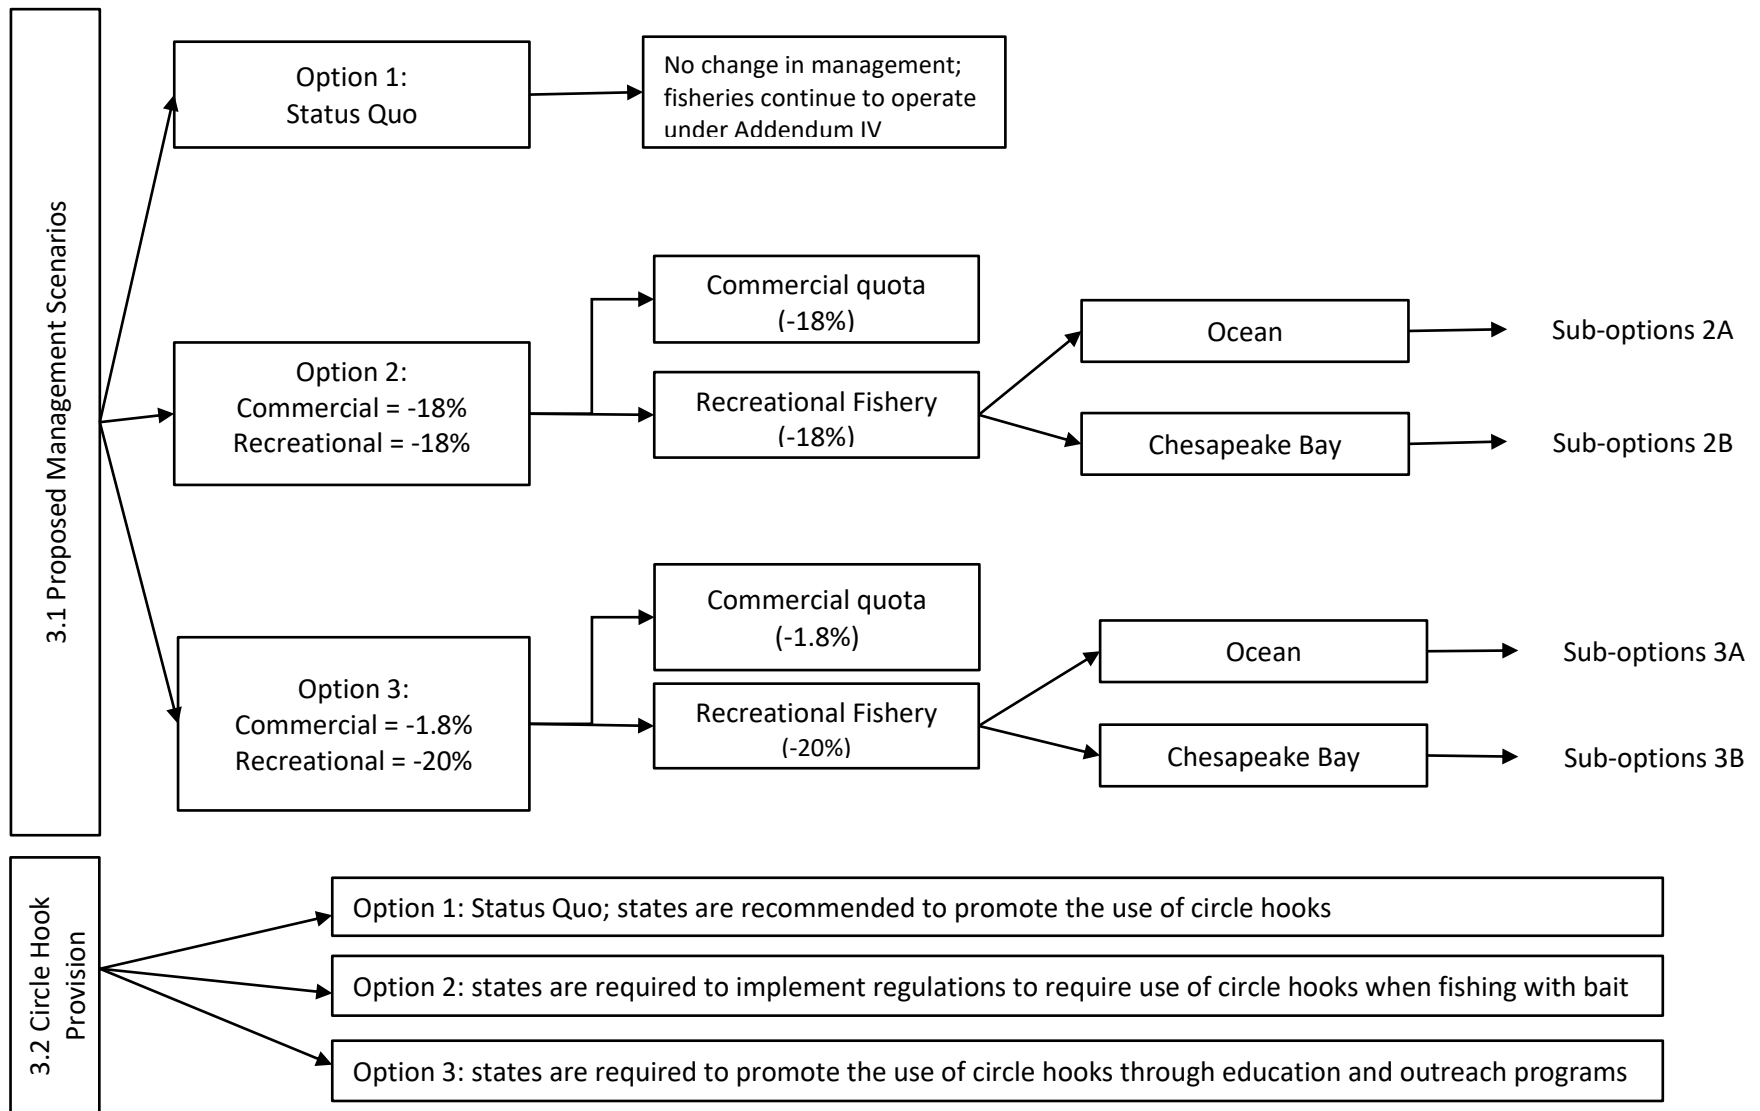 3.1 Proposed Management Scenarios
Option 1:
Status Quo
No change in management;
fisheries continue to operate
under Addendum IV
Option 2:
Commercial = -18%
Recreational = -18%
Commercial quota
(-18%)
Recreational Fishery
(-18%)
Ocean
Sub-options 2A
Chesapeake Bay
Sub-options 2B
Option 3:
Commercial = -1.8%
Recreational = -20%
Commercial quota
(-1.8%)
Recreational Fishery
(-20%)
Ocean
Sub-options 3A
Chesapeake Bay
Sub-options 3B
3.2 Circle Hook
Provision
Option 1: Status Quo; states are recommended to promote the use of circle hooks
Option 2: states are required to implement regulations to require use of circle hooks when fishing with bait
Option 3: states are required to promote the use of circle hooks through education and outreach programs